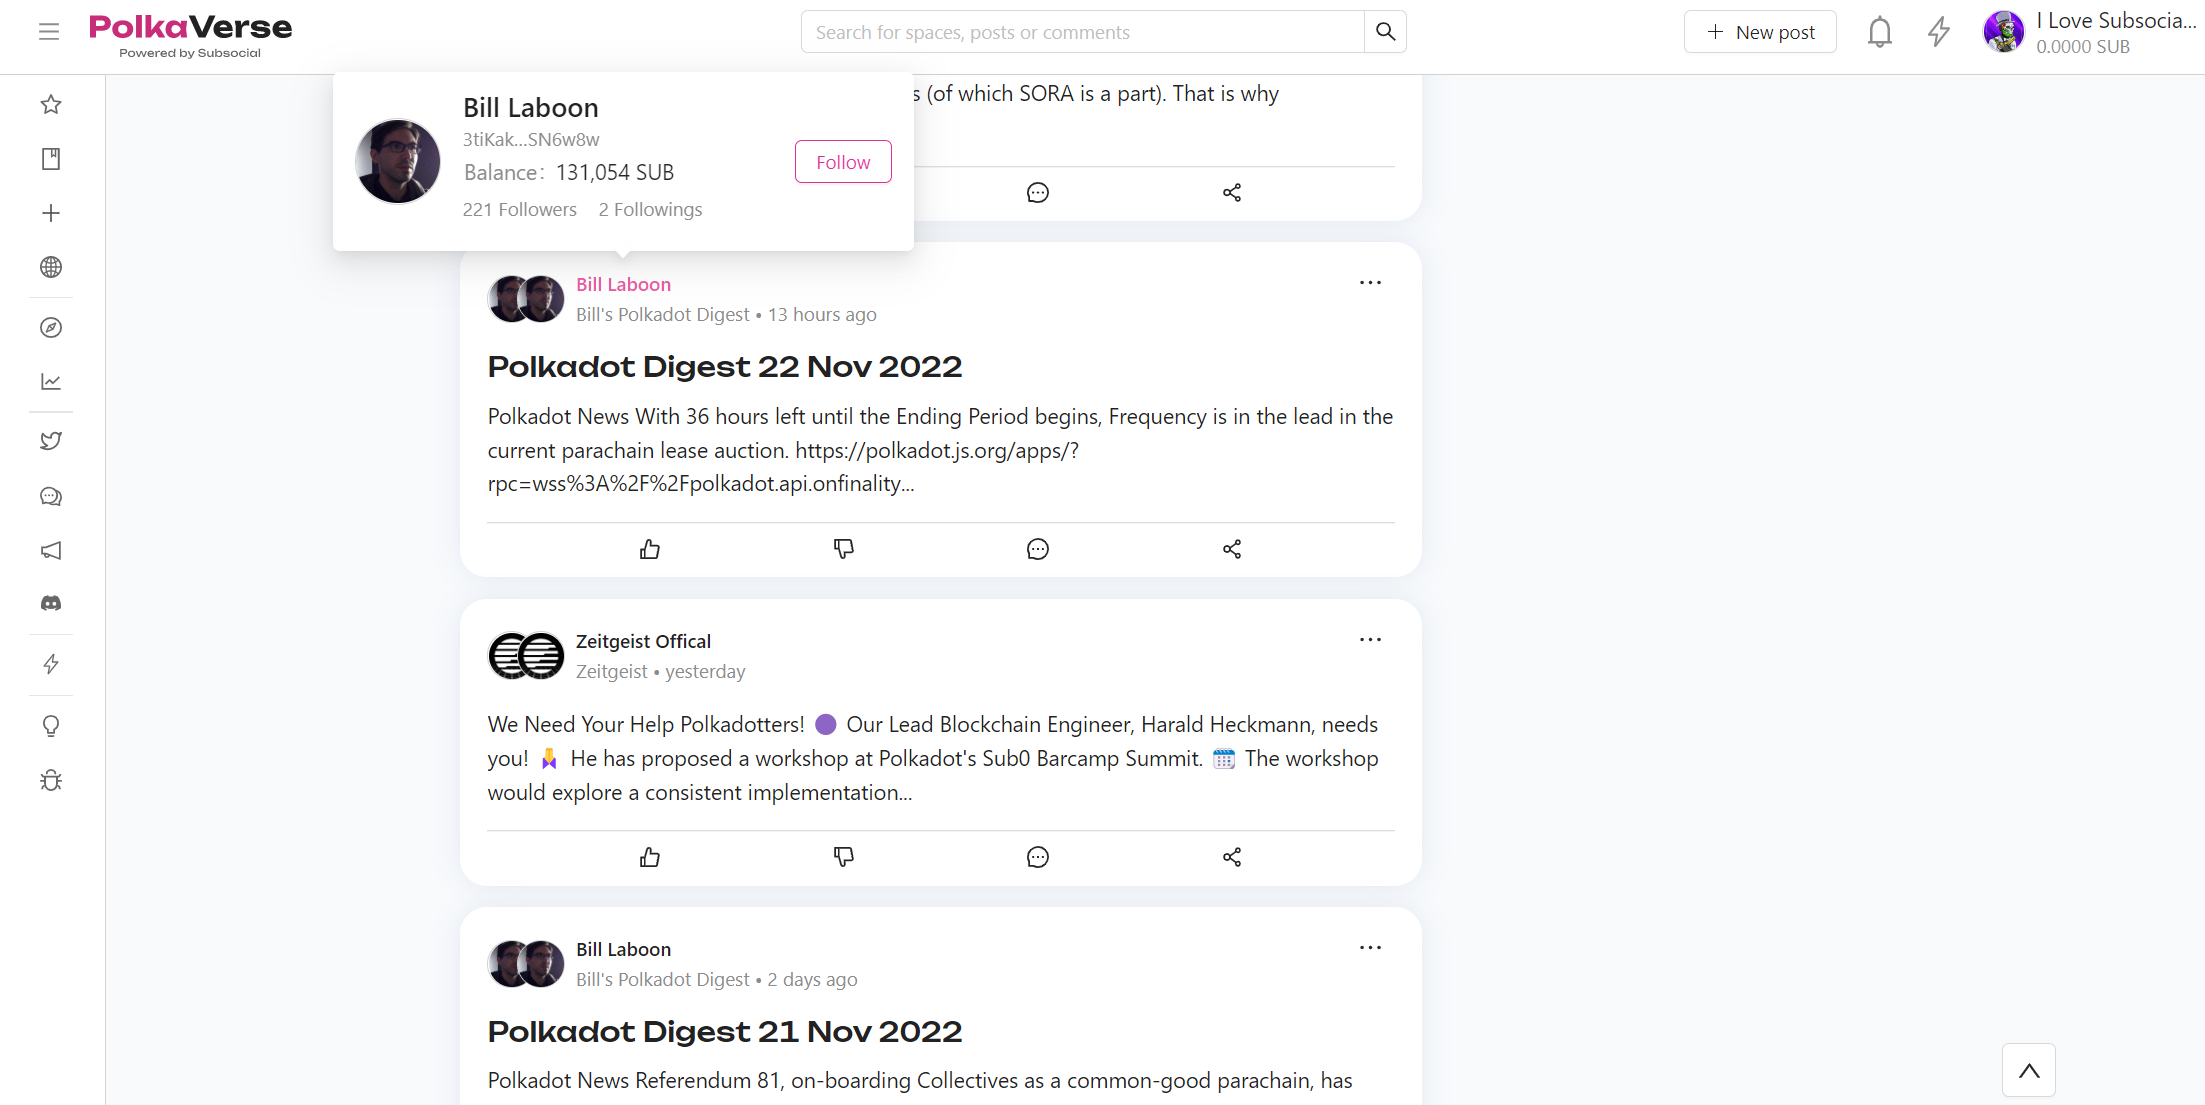 PolkaVerse
Powered by Subsocial
Search for spaces, posts or comments
New post
I Love Subsocia...
0.0000 SUB
s (of which SORA is a part). That is why
Bill Laboon
3tiKak...SN6w8w
Balance: 131,054 SUB
221 Followers 2 Followings
Follow
Bill Laboon
Bill's Polkadot Digest • 13 hours ago
Polkadot Digest 22 Nov 2022
Polkadot News With 36 hours left until the Ending Period begins, Frequency is in the lead in the
current parachain lease auction. https://polkadot.js.org/apps/?
rpc=wss%3A%2F%2Fpolkadot.api.onfinality...
Zeitgeist Offical
Zeitgeist • yesterday
We Need Your Help Polkadotters! 🟣 Our Lead Blockchain Engineer, Harald Heckmann, needs
you! 🙏 He has proposed a workshop at Polkadot's Sub0 Barcamp Summit. 🗓 The workshop
would explore a consistent implementation...
Bill Laboon
Bill's Polkadot Digest • 2 days ago
Polkadot Digest 21 Nov 2022
Polkadot News Referendum 81, on-boarding Collectives as a common-good parachain, has